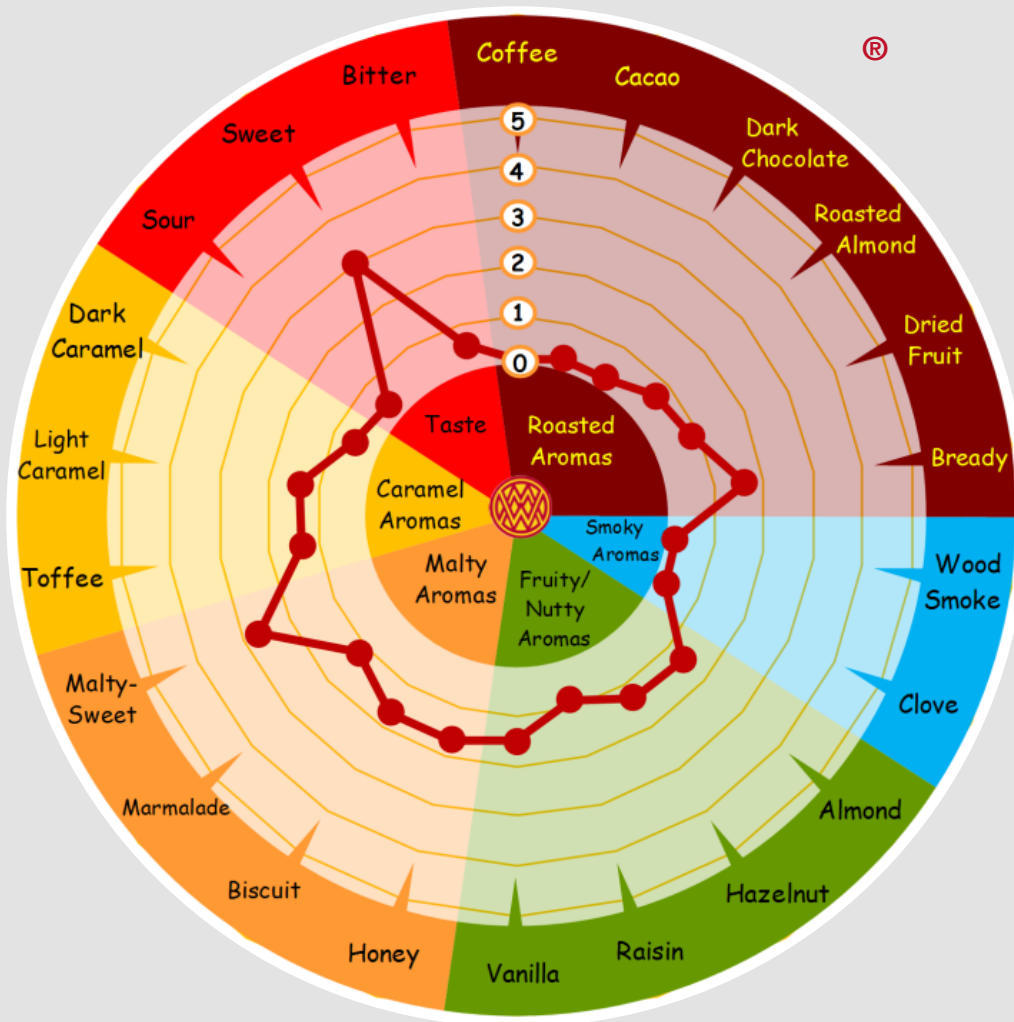 ®
Coffee
Cacao
Dark
Chocolate
Roasted
Almond
Dried
Fruit
Bready
Wood
Smoke
Clove
Almond
Hazelnut
Raisin
Vanilla
Honey
Biscuit
Marmalade
Malty-
Sweet
Toffee
Light
Caramel
Dark
Caramel
Sour
Sweet
Bitter
5
4
3
2
1
0
Taste
Roasted
Aromas
Smoky
Aromas
Fruity/
Nutty
Aromas
Malty
Aromas
Caramel
Aromas